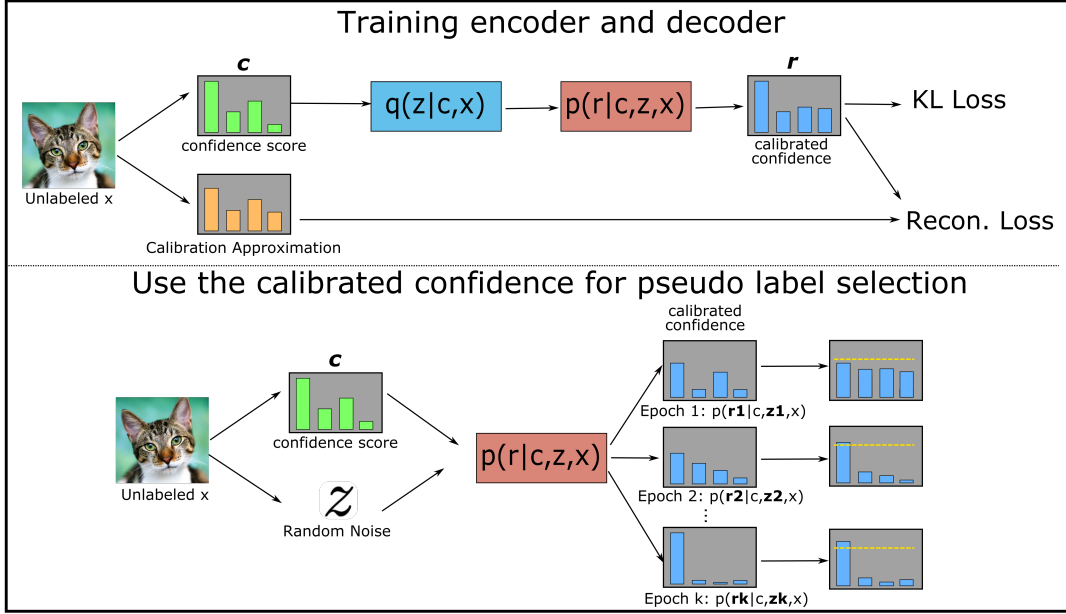 Training encoder and decoder
c
r
q(z|c,x)
p(r|c,z,x)
KL Loss
confidence score
calibrated
confidence
Unlabeled x
Recon. Loss
Calibration Approximation
Use the calibrated confidence for pseudo label selection
calibrated
confidence
c
Epoch 1: p(r1|c,z1,x)
confidence score
p(r|c,z,x)
Unlabeled x
z
Epoch 2: p(r2|c,z2,x)
⋮
Random Noise
Epoch k: p(rk|c,zk,x)